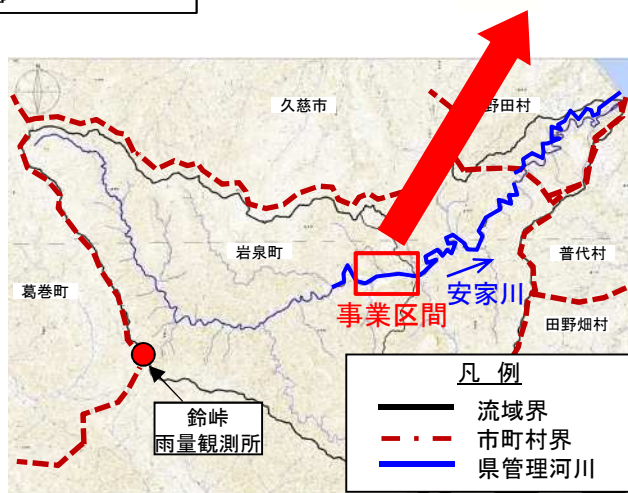 久慈市
野田村
岩泉町
普代村
葛巻町
安家川
事業区間
田野畑村
鈴峠
雨量観測所
凡 例
流域界
市町村界
県管理河川